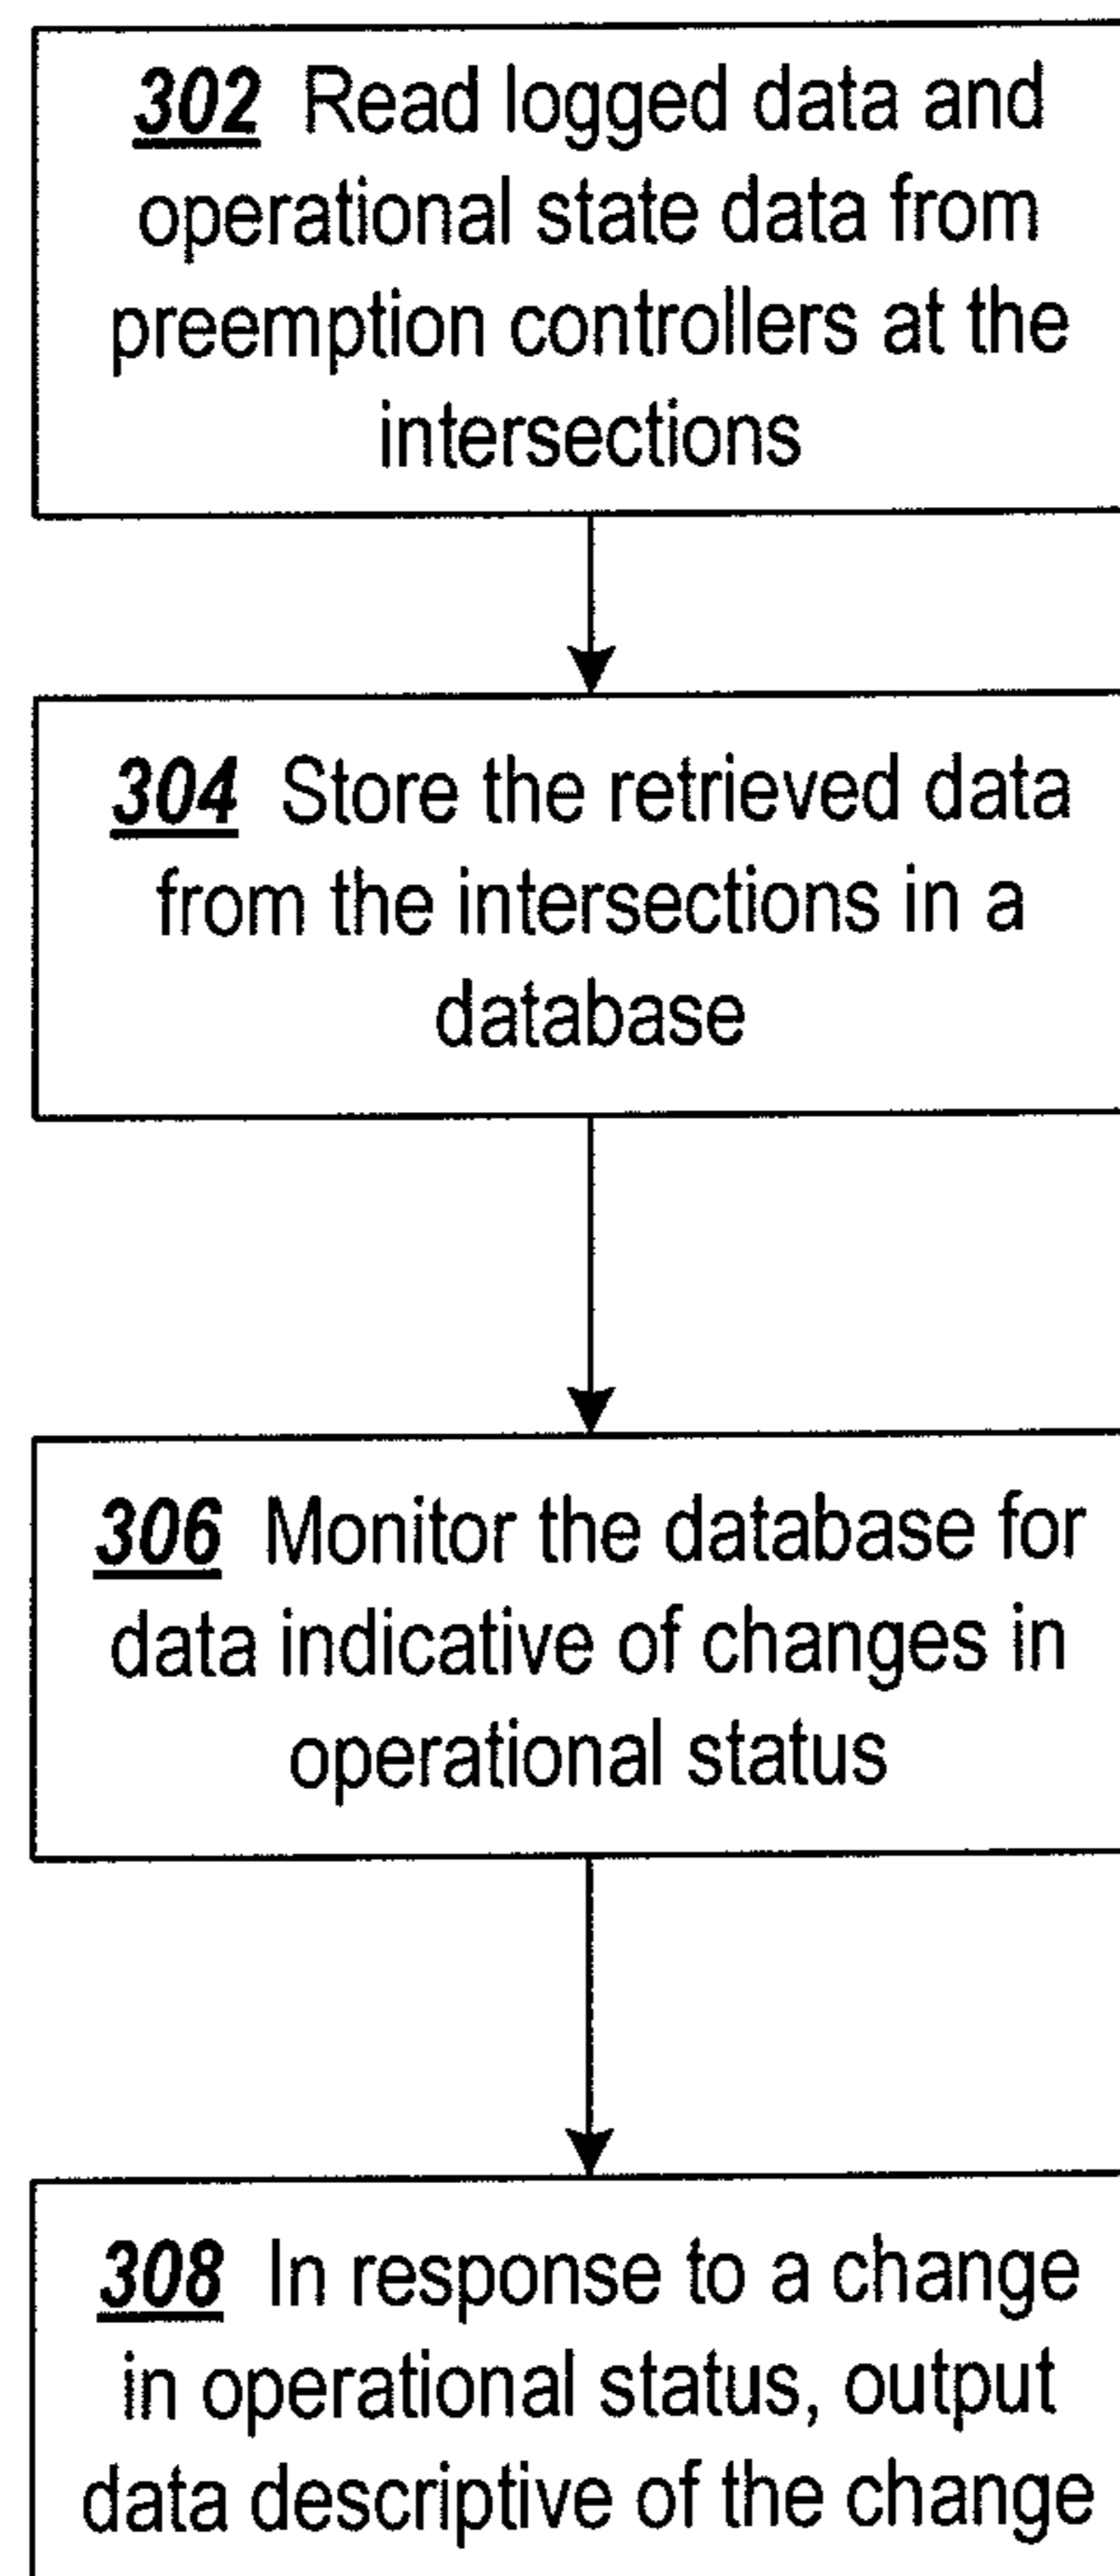 302 Read logged data and
operational state data from
preemption controllers at the
intersections
304 Store the retrieved data
from the intersections in a
database
306 Monitor the database for
data indicative of changes in
operational status
308 In response to a change
in operational status, output
data descriptive of the change